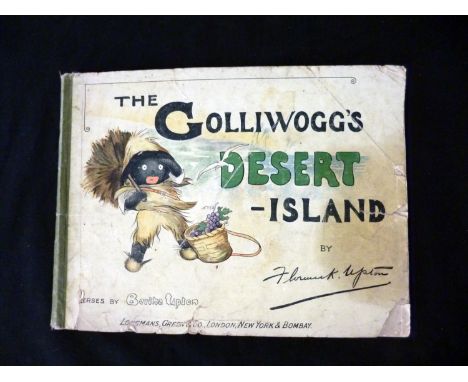 THE
GOLLIWOGG'S
DESERT
-ISLAND
BY
Florence K. Upton
VERSES BY Bertha Upton
LONGMANS, GREEN & CO., LONDON, NEW YORK & BOMBAY.